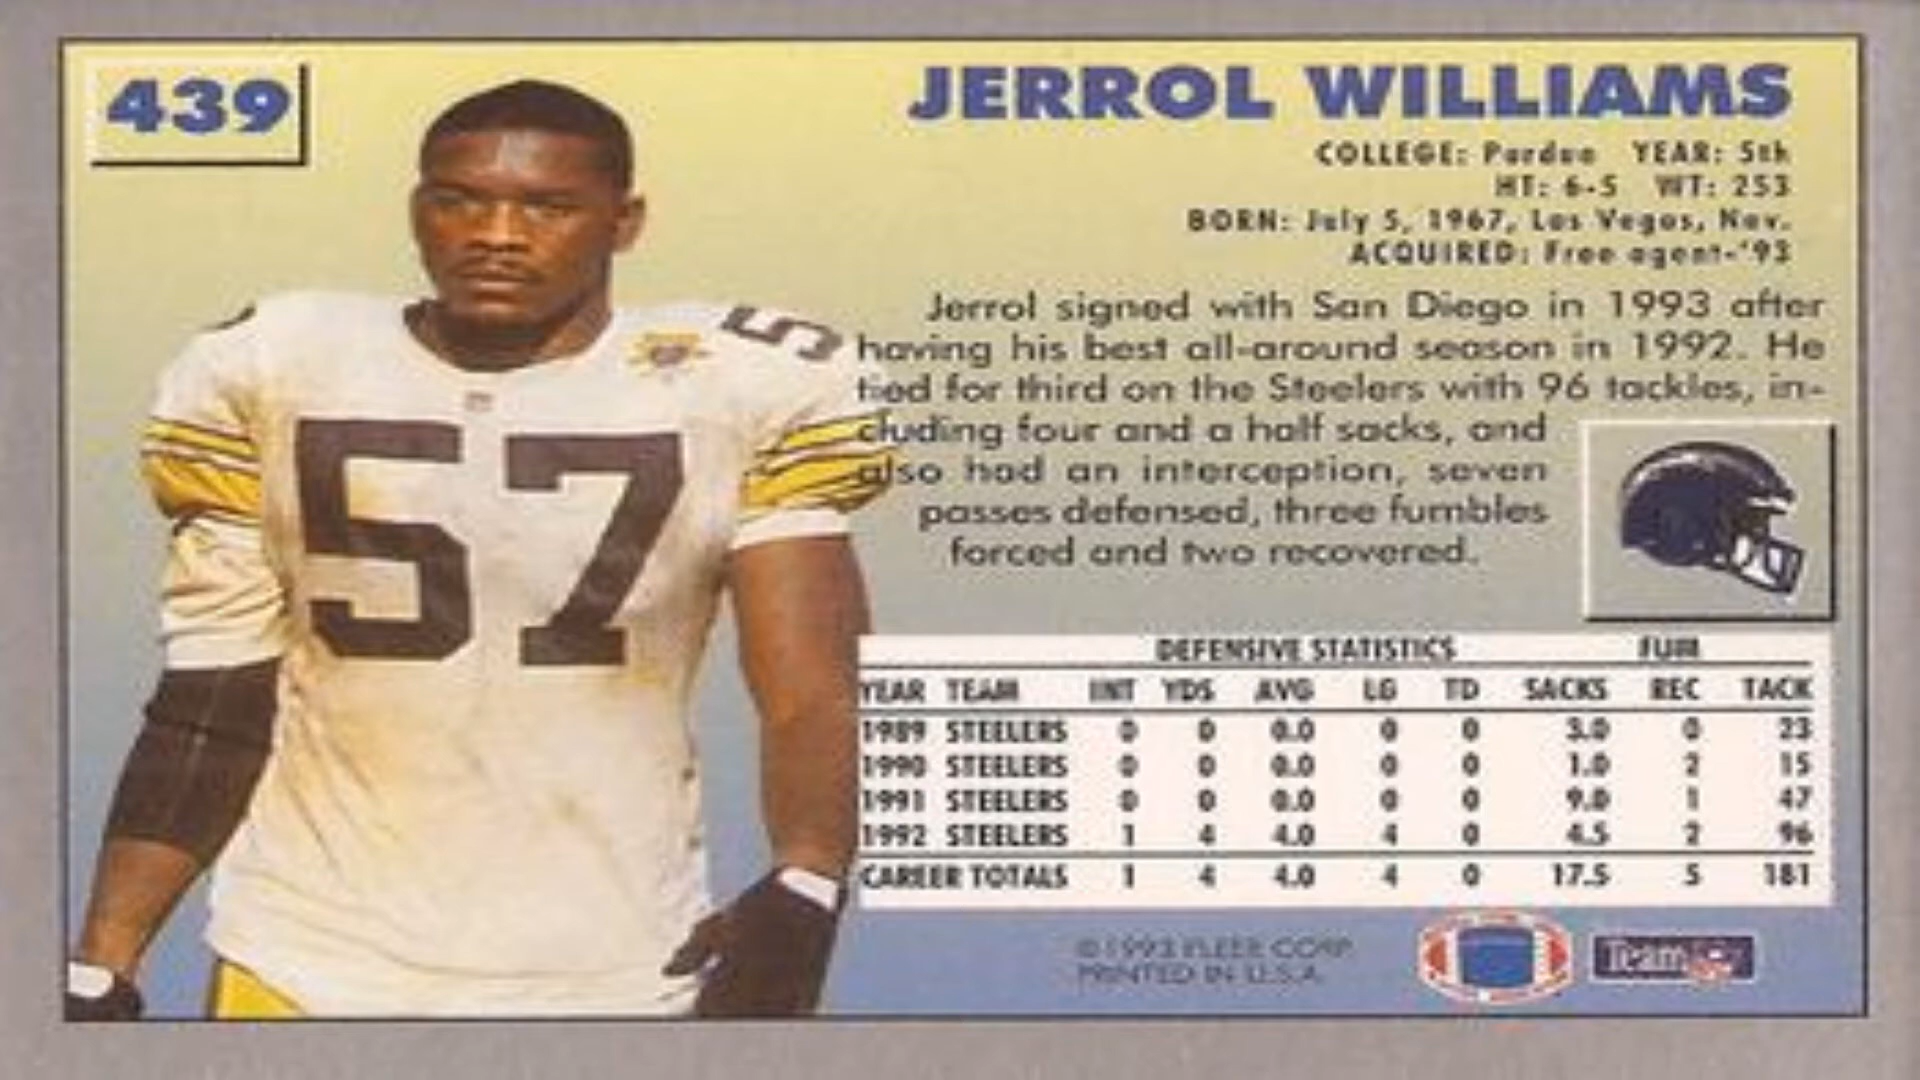 439
JERROL WILLIAMS
COLLEGE: Purdue YEAR: 5th
HT: 6-5 WT: 253
BORN: July 5, 1967, Las Vegas, Nev.
ACQUIRED: Free agent-'93
Jerrol signed with San Diego in 1993 after
having his best all-around season in 1992. He
tied for third on the Steelers with 96 tackles, in-
cluding four and a half sacks, and
also had an interception, seven
passes defensed, three fumbles
forced and two recovered.
57
5
DEFENSIVE STATISTICS FUM
YEAR TEAM INT YDS AVG LG TD SACKS REC TACK
1989 STEELERS 0 0 0.0 0 0 3.0 0 23
1990 STEELERS 0 0 0.0 0 0 1.0 2 15
1991 STEELERS 0 0 0.0 0 0 9.0 1 47
1992 STEELERS 1 4 4.0 4 0 4.5 2 96
CAREER TOTALS 1 4 4.0 4 0 17.5 5 181
©1993 FLEER CORP.
PRINTED IN U.S.A.
Team NFL